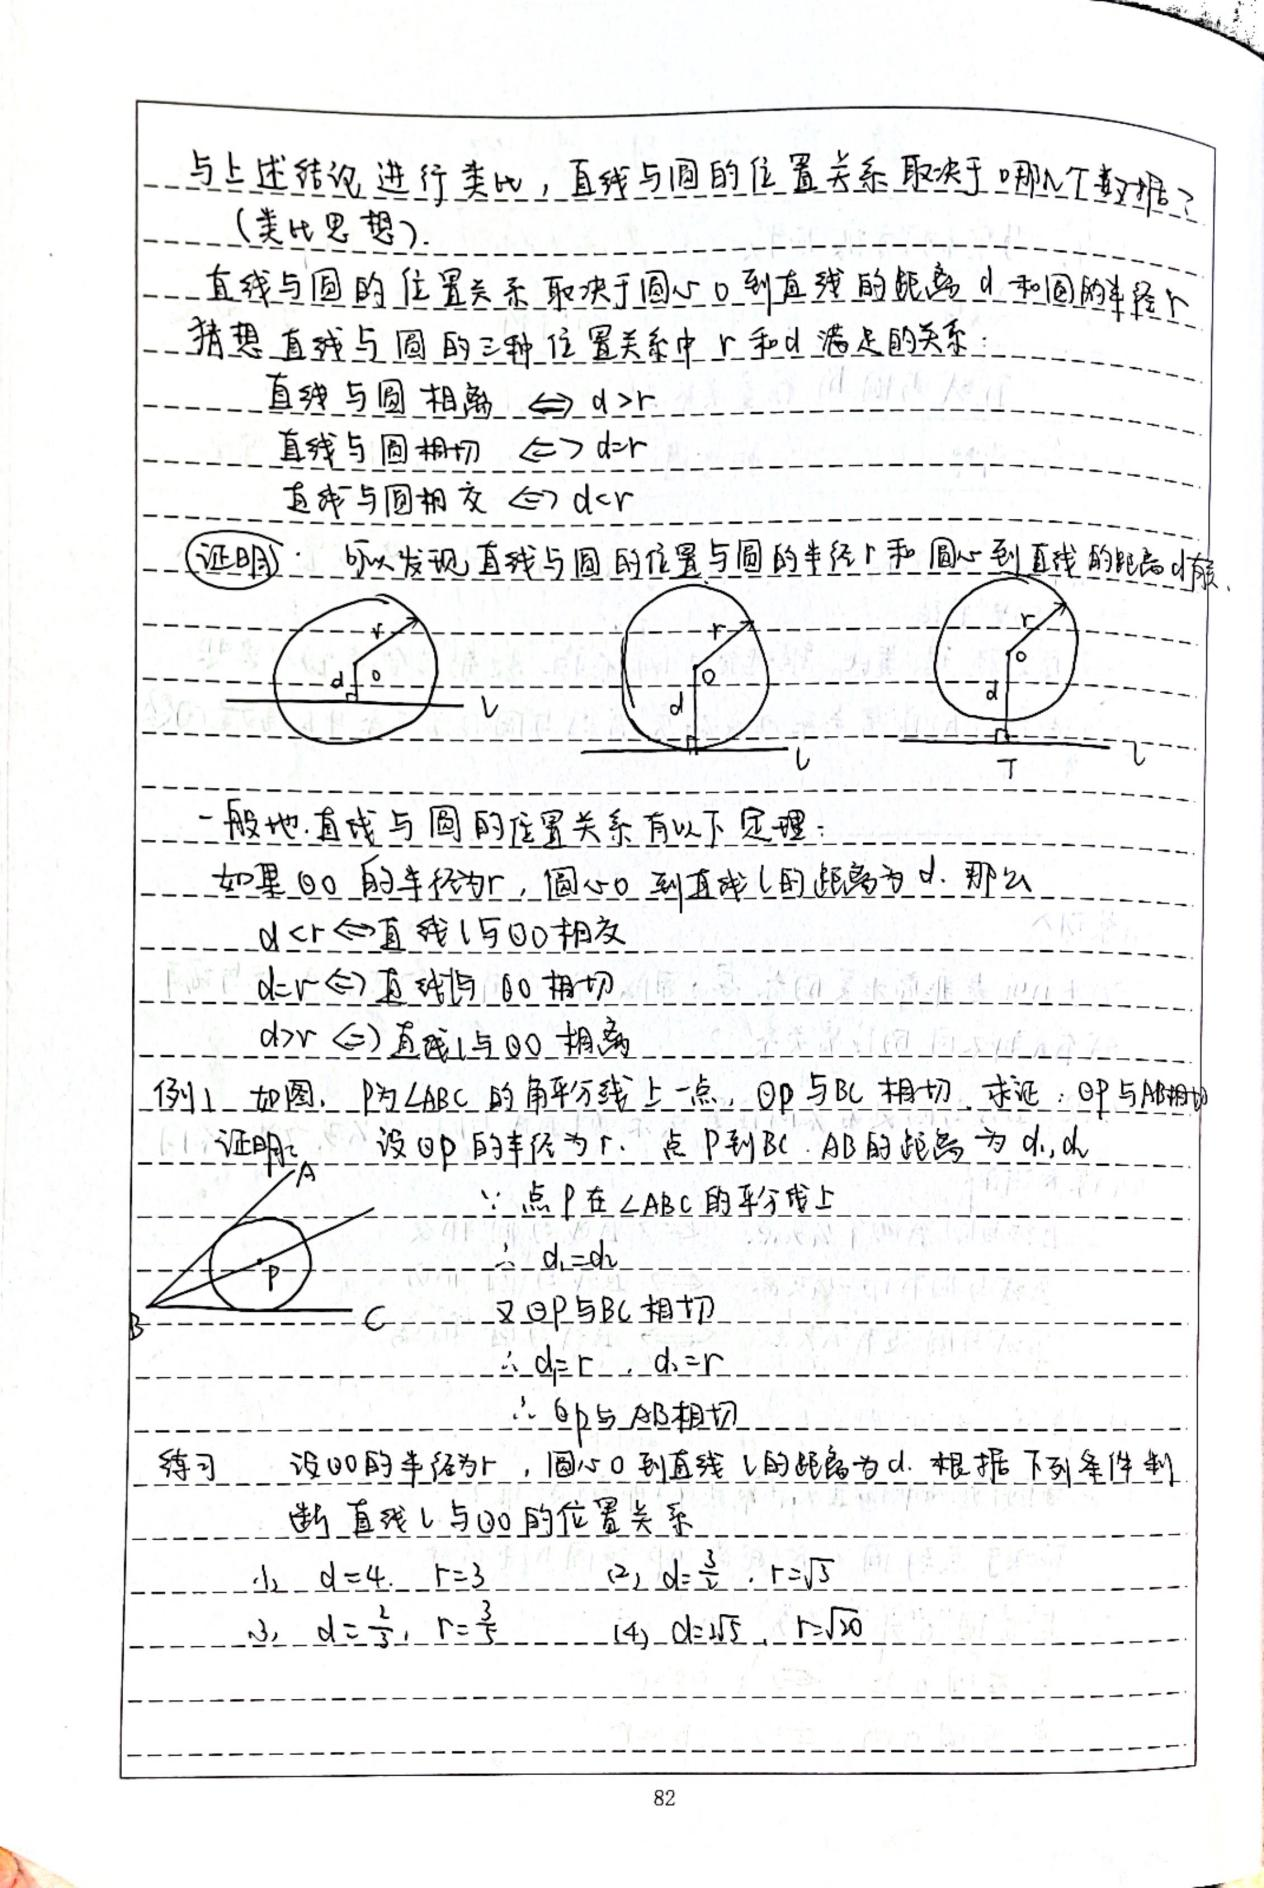 与上述结论进行类比，直线与圆的位置关系取决于哪几个数据？
（类比思想）．
直线与圆的位置关系取决于圆心O到直线的距离d和圆的半径r
猜想直线与圆的三种位置关系中r和d满足的关系：
直线与圆相离 ⟺ d>r
直线与圆相切 ⟺ d=r
直线与圆相交 ⟺ d<r
证明： 可以发现直线与圆的位置与圆的半径r和圆心到直线的距离d有关．
r d O l
r O d l
r O d l T
一般地．直线与圆的位置关系有以下定理：
如果⊙O的半径为r，圆心O到直线l的距离为d．那么
d<r⟺直线l与⊙O相交
d=r⟺直线l与⊙O相切
d>r⟺直线l与⊙O相离
例1 如图．P为∠ABC的角平分线上一点，⊙P与BC相切．求证：⊙P与AB相切
证明： 设⊙P的半径为r．点P到BC．AB的距离为d₁，d₂
A
∵点P在∠ABC的平分线上
∴ d₁=d₂
P
B C 又⊙P与BC相切
∴d₁=r．d₂=r
∴⊙P与AB相切
练习 设⊙O的半径为r，圆心O到直线l的距离为d．根据下列条件判
断直线l与⊙O的位置关系
(1) d=4． r=3 (2) d=3/2．r=√3
(3) d=2/3，r=3/5 (4) d=2√5．r=√20
82